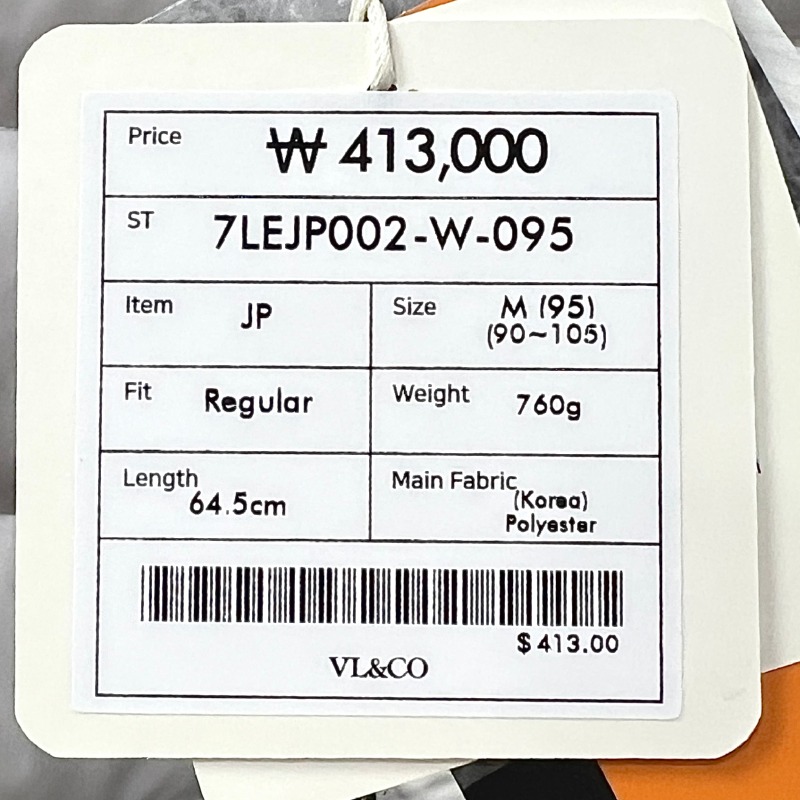 Price ₩ 413,000
ST 7LEJP002-W-095
Item JP
Size M (95)
(90~105)
Fit Regular
Weight 760g
Length
64.5cm
Main Fabric
(Korea)
Polyester
$413.00
VL&CO